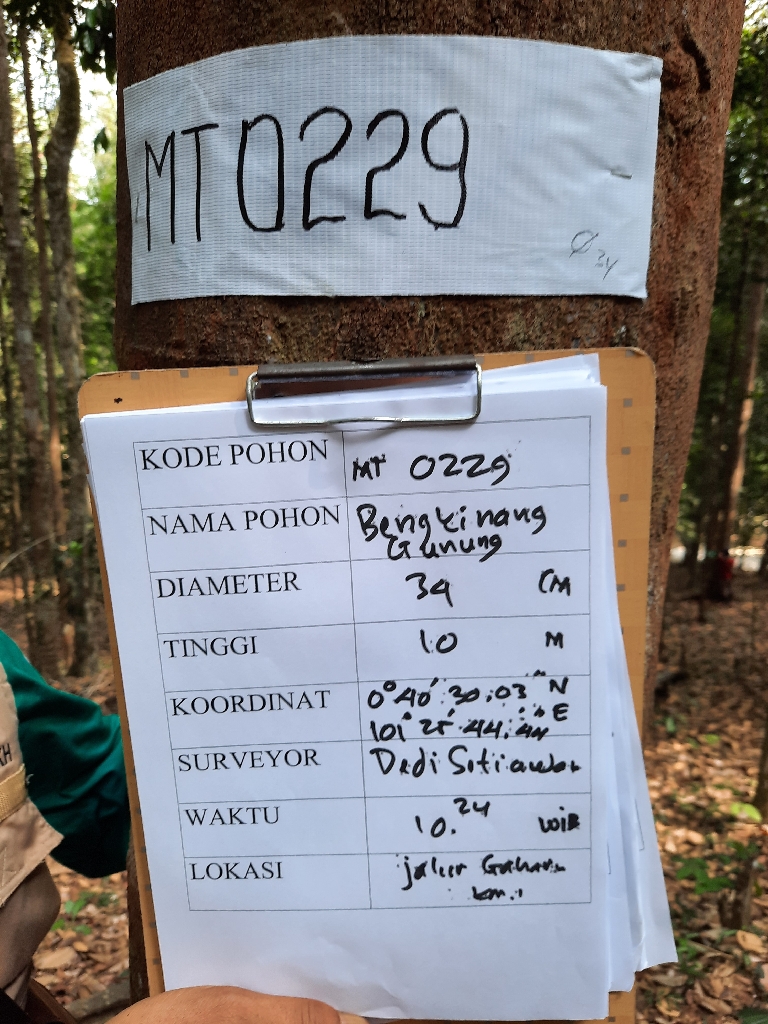 MT0229
Ø 34
KODE POHON MT 0229
NAMA POHON Bengkinang
Gunung
DIAMETER 34 CM
TINGGI 10 M
KOORDINAT 0° 40' 30.03" N
101° 25' 44.44" E
SURVEYOR Dedi Setiawan
WAKTU 10.24 WIB
LOKASI jalur Gaharu
km.1